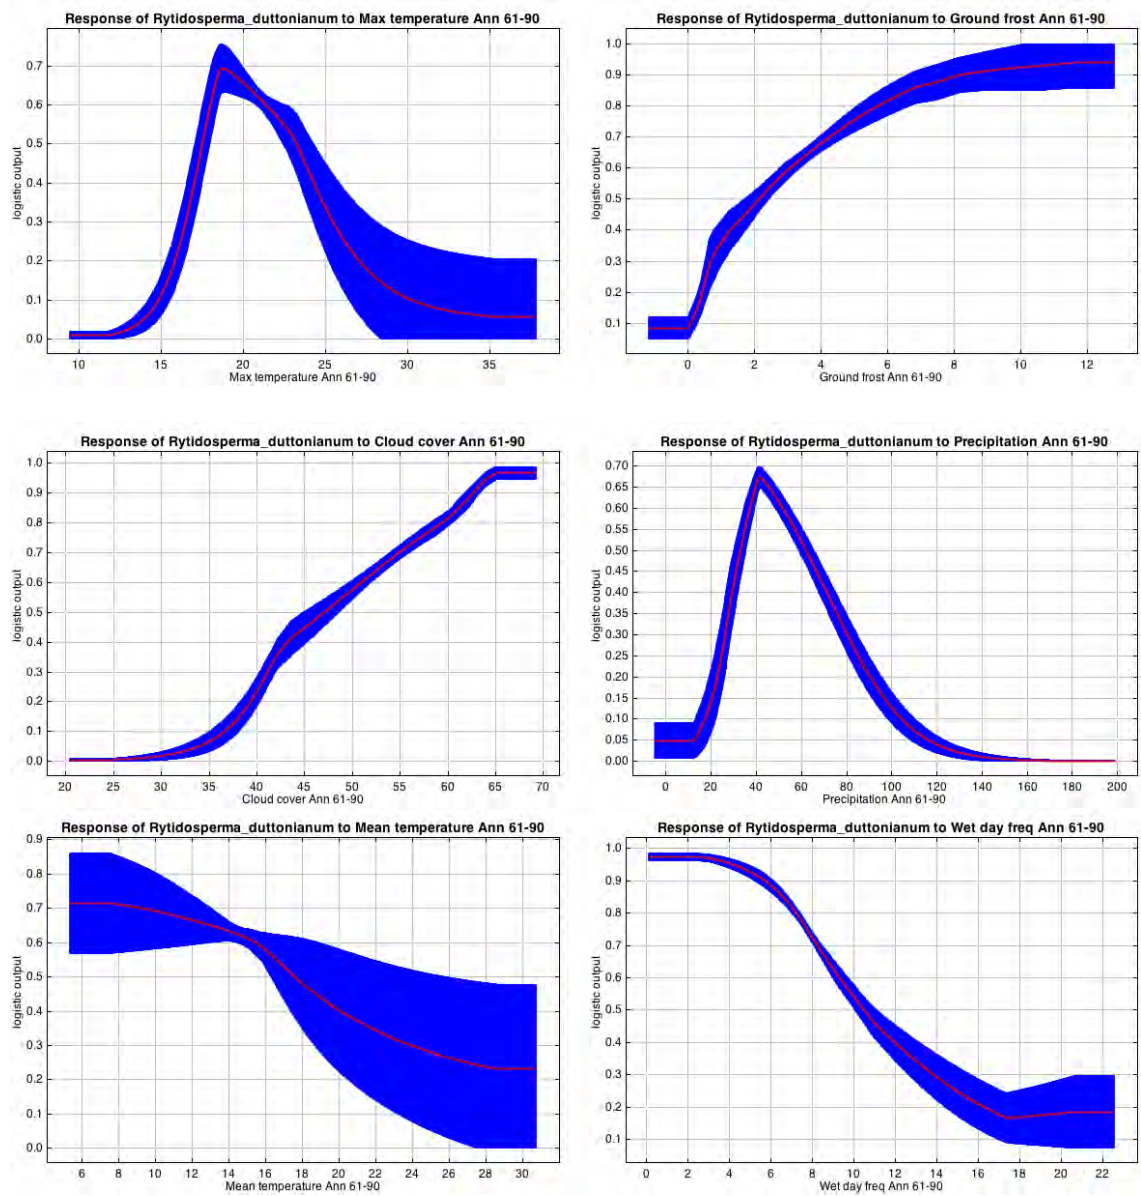 Response of Rytidosperma_duttonianum to Max temperature Ann 61-90
logistic output
0.7
0.6
0.5
0.4
0.3
0.2
0.1
0.0
10 15 20 25 30 35
Max temperature Ann 61-90
Response of Rytidosperma_duttonianum to Ground frost Ann 61-90
logistic output
1.0
0.9
0.8
0.7
0.6
0.5
0.4
0.3
0.2
0.1
0 2 4 6 8 10 12
Ground frost Ann 61-90
Response of Rytidosperma_duttonianum to Cloud cover Ann 61-90
logistic output
1.0
0.9
0.8
0.7
0.6
0.5
0.4
0.3
0.2
0.1
0.0
20 25 30 35 40 45 50 55 60 65 70
Cloud cover Ann 61-90
Response of Rytidosperma_duttonianum to Precipitation Ann 61-90
logistic output
0.70
0.65
0.60
0.55
0.50
0.45
0.40
0.35
0.30
0.25
0.20
0.15
0.10
0.05
0.00
0 20 40 60 80 100 120 140 160 180 200
Precipitation Ann 61-90
Response of Rytidosperma_duttonianum to Mean temperature Ann 61-90
logistic output
0.9
0.8
0.7
0.6
0.5
0.4
0.3
0.2
0.1
0.0
6 8 10 12 14 16 18 20 22 24 26 28 30
Mean temperature Ann 61-90
Response of Rytidosperma_duttonianum to Wet day freq Ann 61-90
logistic output
1.0
0.9
0.8
0.7
0.6
0.5
0.4
0.3
0.2
0.1
0 2 4 6 8 10 12 14 16 18 20 22
Wet day freq Ann 61-90